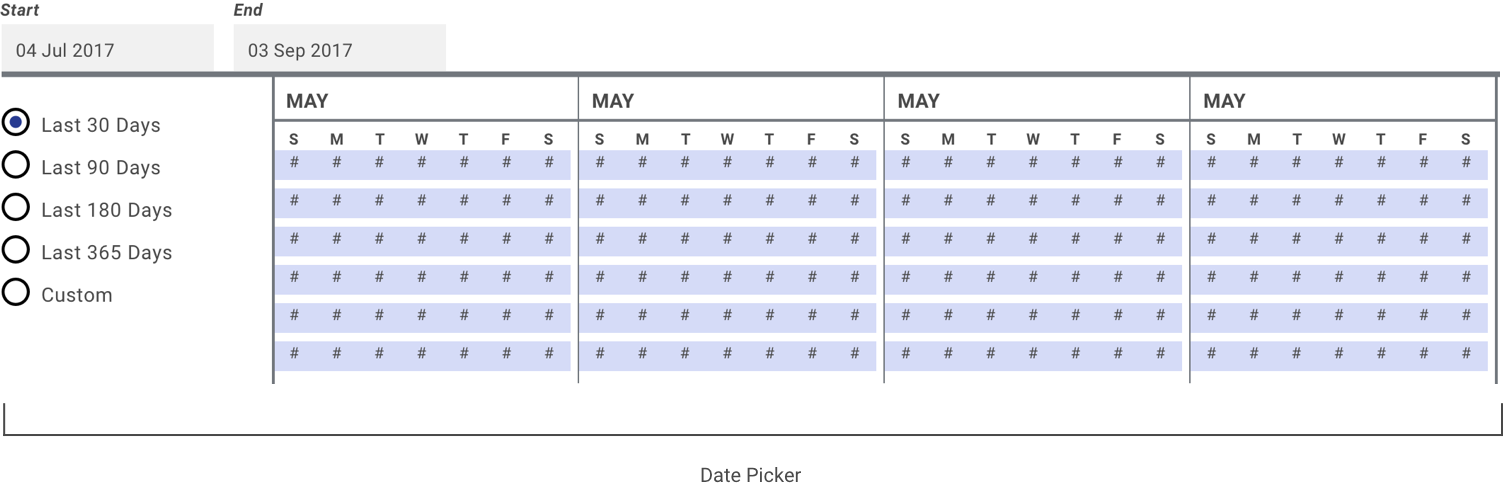 Start End
04 Jul 2017 03 Sep 2017
MAY MAY MAY MAY
Last 30 Days
S M T W T F S S M T W T F S S M T W T F S S M T W T F S
# # # # # # # # # # # # # # # # # # # # # # # # # # # #
Last 90 Days
# # # # # # # # # # # # # # # # # # # # # # # # # # # #
Last 180 Days
# # # # # # # # # # # # # # # # # # # # # # # # # # # #
Last 365 Days
# # # # # # # # # # # # # # # # # # # # # # # # # # # #
Custom
# # # # # # # # # # # # # # # # # # # # # # # # # # # #
# # # # # # # # # # # # # # # # # # # # # # # # # # # #
Date Picker